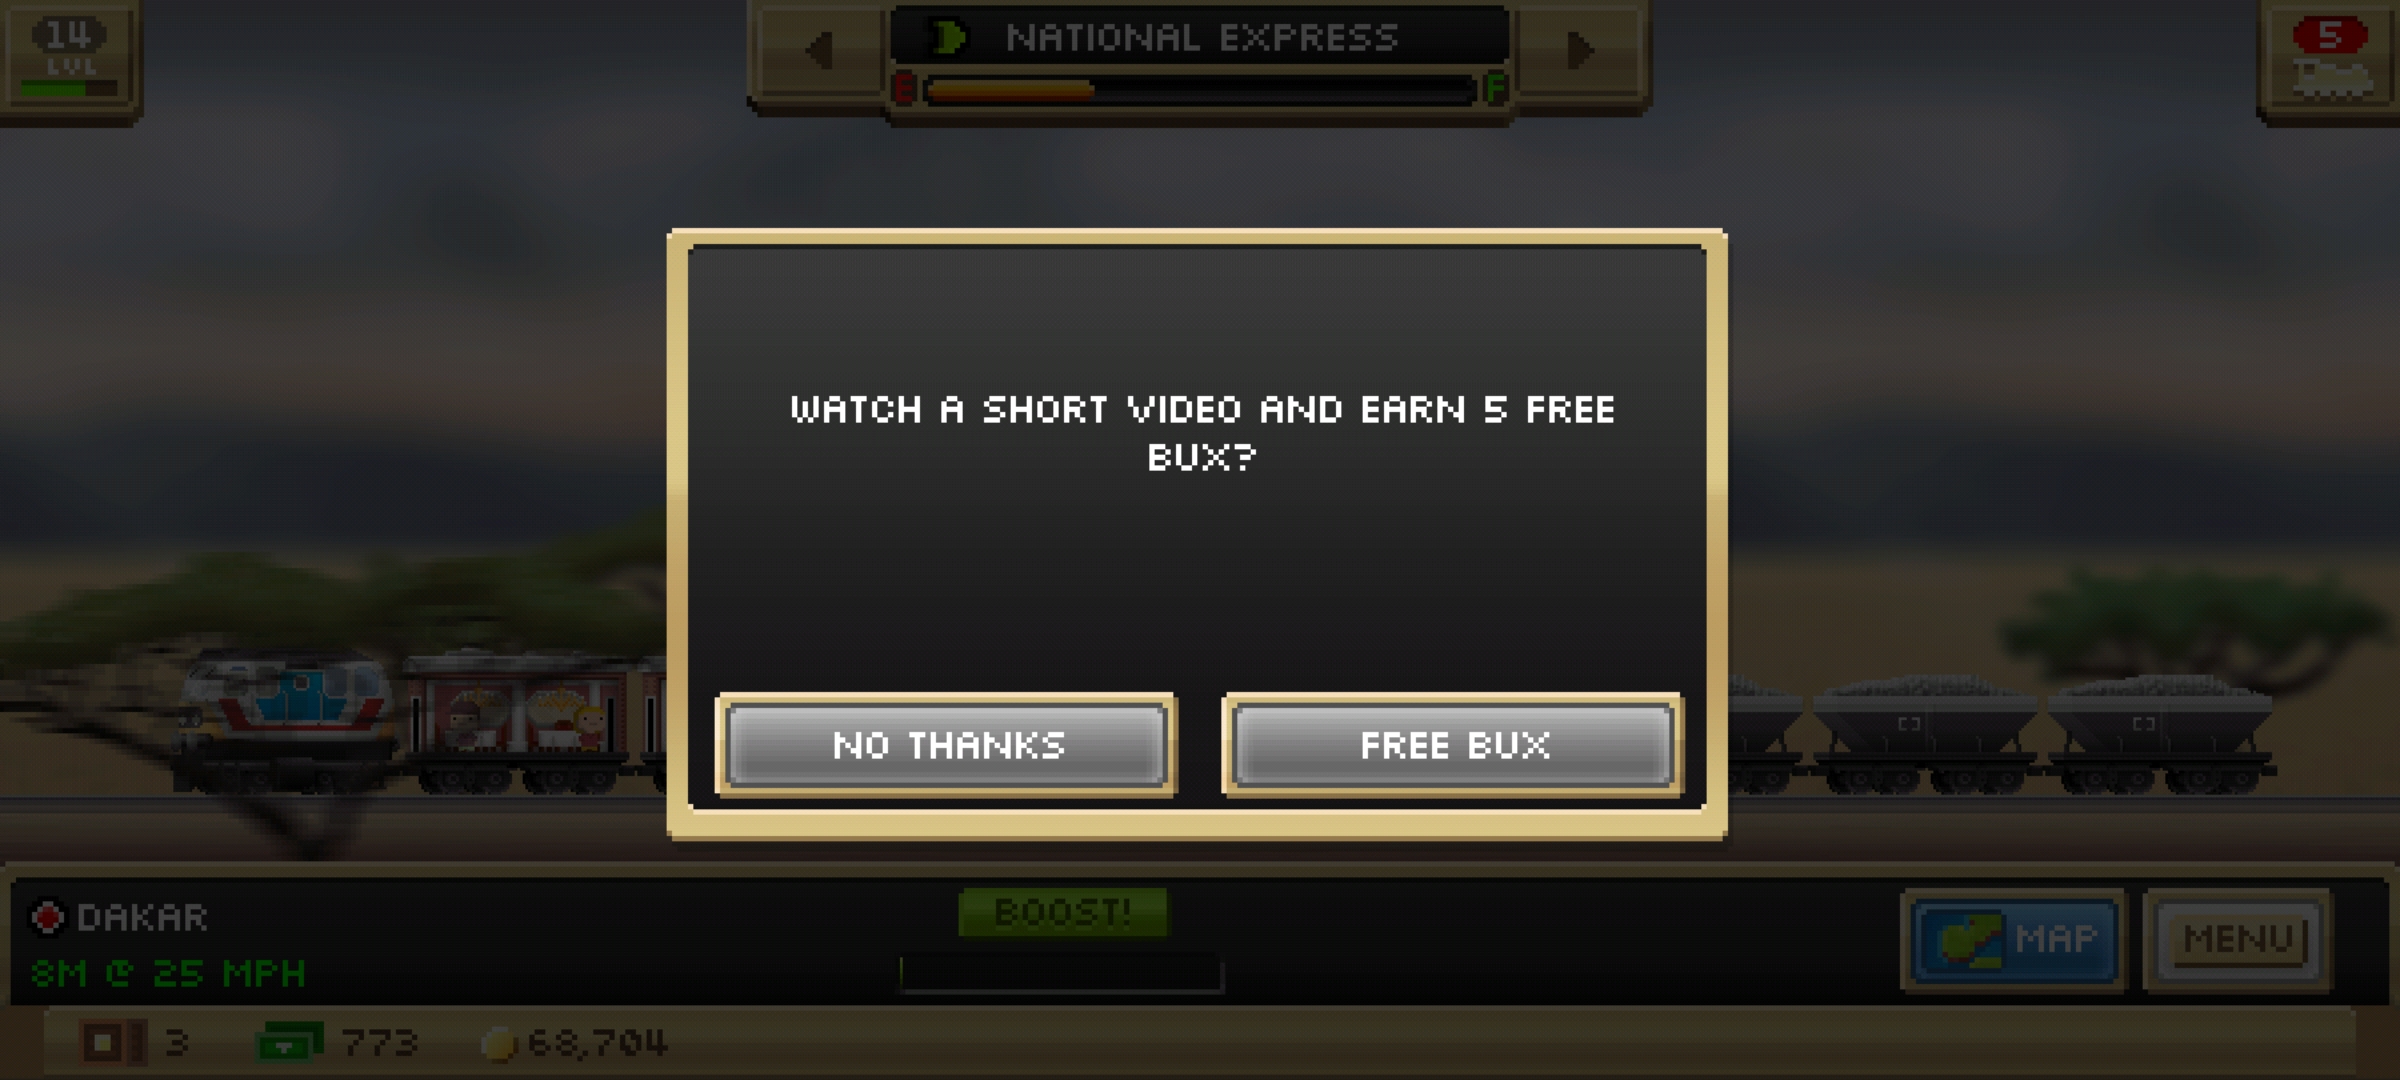 14
LVL
NATIONAL EXPRESS
E F
5
WATCH A SHORT VIDEO AND EARN 5 FREE
BUX?
NO THANKS
FREE BUX
DAKAR
8M @ 25 MPH
BOOST!
MAP
MENU
3
773
68,704